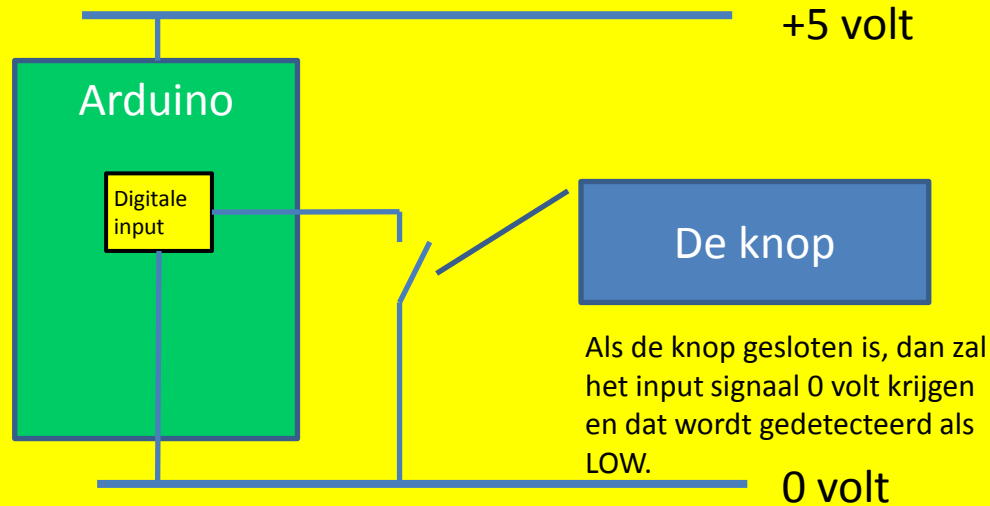 +5 volt
Arduino
Digitale
input
De knop
Als de knop gesloten is, dan zal
het input signaal 0 volt krijgen
en dat wordt gedetecteerd als
LOW.
0 volt